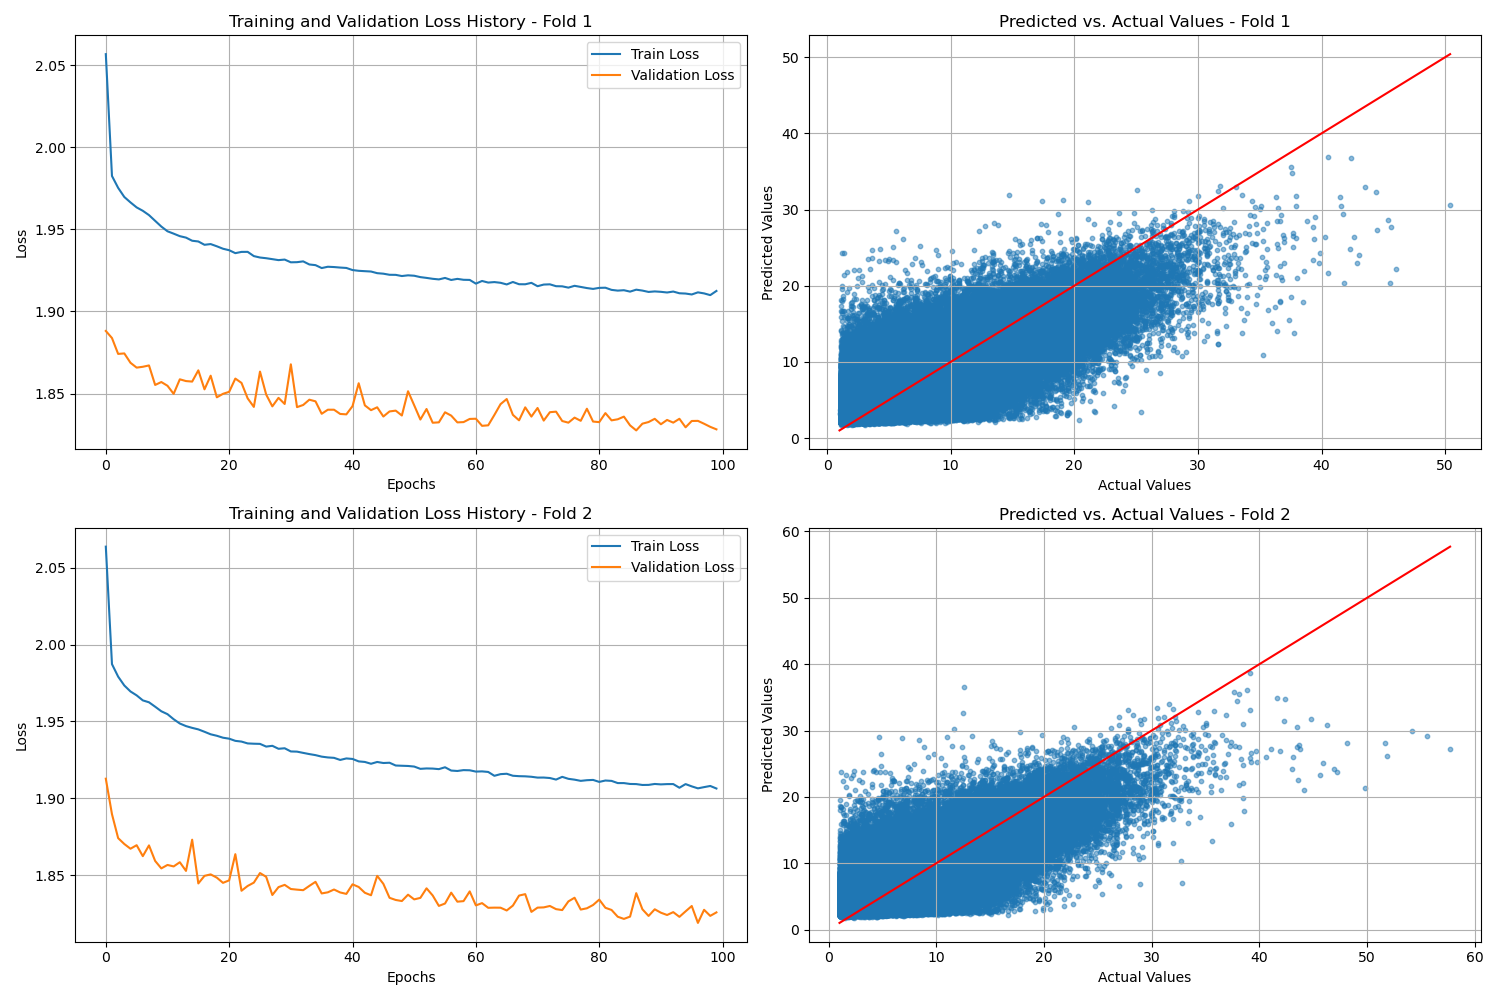 Training and Validation Loss History - Fold 1
Loss
2.05
2.00
1.95
1.90
1.85
Train Loss
Validation Loss
0 20 40 60 80 100
Epochs
Predicted vs. Actual Values - Fold 1
Predicted Values
50
40
30
20
10
0
0 10 20 30 40 50
Actual Values
Training and Validation Loss History - Fold 2
Loss
2.05
2.00
1.95
1.90
1.85
Train Loss
Validation Loss
0 20 40 60 80 100
Epochs
Predicted vs. Actual Values - Fold 2
Predicted Values
60
50
40
30
20
10
0
0 10 20 30 40 50 60
Actual Values